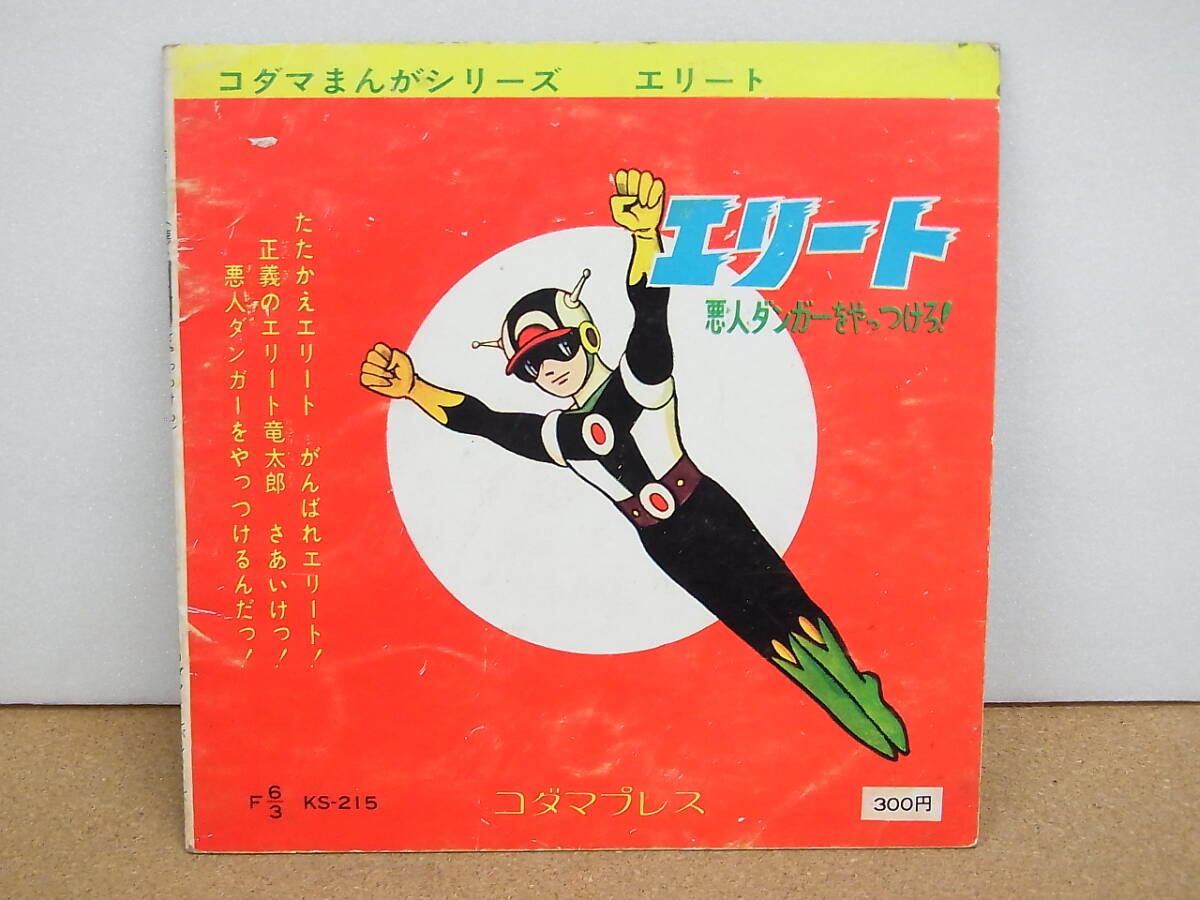 コダマまんがシリーズ　エリート
エリート
悪人ダンガーをやっつけろ!
たたかえエリート　がんばれエリート!
正義のエリート竜太郎　さあいけっ!
悪人ダンガーをやっつけるんだっ!
F 6/3 KS-215
コダマプレス
300円